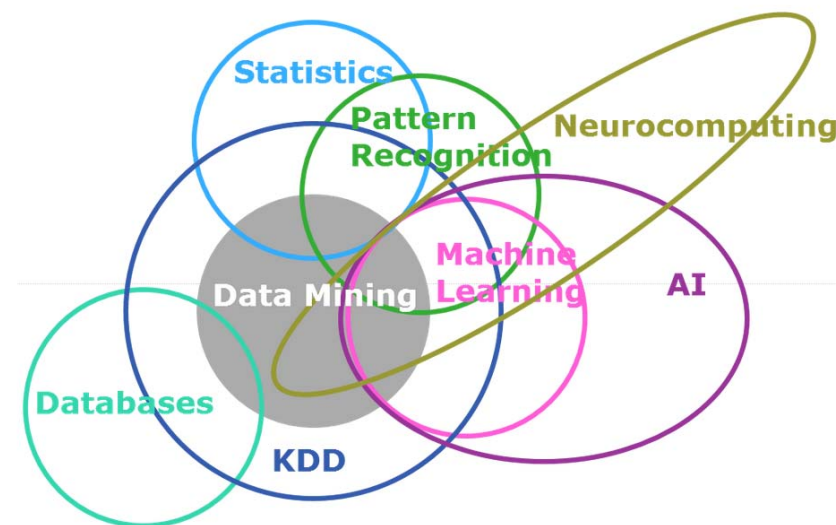 Statistics
Pattern
Recognition
Neurocomputing
Machine
Learning
AI
Data Mining
Databases
KDD